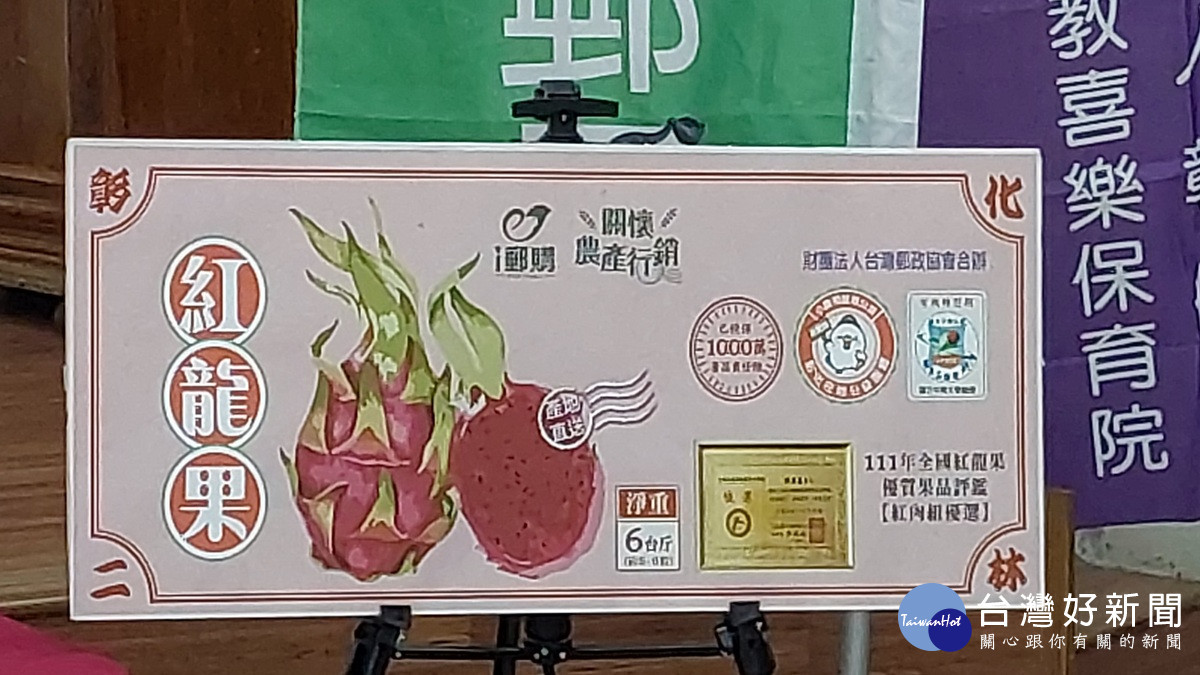 郵
教喜樂保育院
彰
化
二
林
紅龍果
i郵購
關懷
農產行銷
財團法人台灣郵政協會合辦
已投保
1000萬
產品責任險
產地
直送
淨重
6台斤
111年全國紅龍果
優質果品評鑑
【紅肉組優選】
TaiwanHot
台灣好新聞
關心跟你有關的新聞